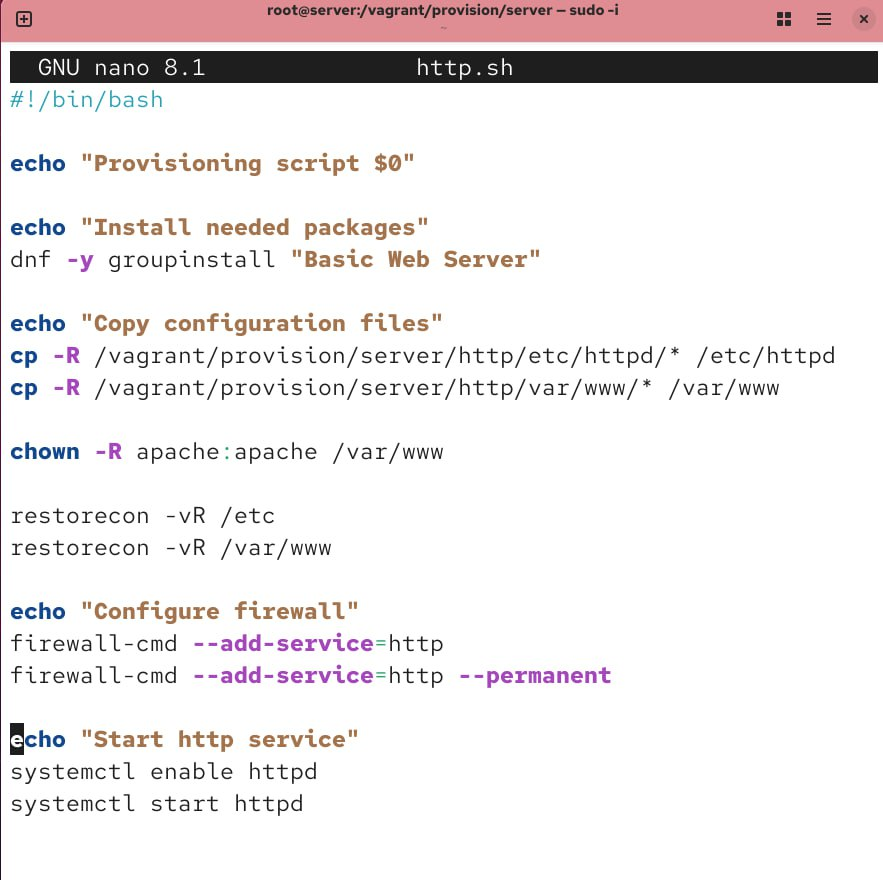 root@server:/vagrant/provision/server — sudo -i
~
GNU nano 8.1 http.sh
#!/bin/bash
echo "Provisioning script $0"
echo "Install needed packages"
dnf -y groupinstall "Basic Web Server"
echo "Copy configuration files"
cp -R /vagrant/provision/server/http/etc/httpd/* /etc/httpd
cp -R /vagrant/provision/server/http/var/www/* /var/www
chown -R apache:apache /var/www
restorecon -vR /etc
restorecon -vR /var/www
echo "Configure firewall"
firewall-cmd --add-service=http
firewall-cmd --add-service=http --permanent
echo "Start http service"
systemctl enable httpd
systemctl start httpd